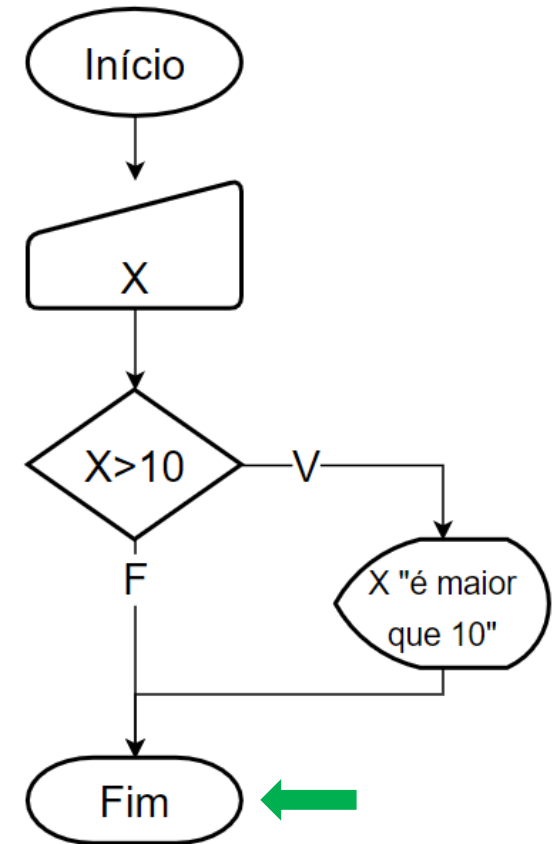 Início
X
X>10
V
F
X "é maior
que 10"
Fim